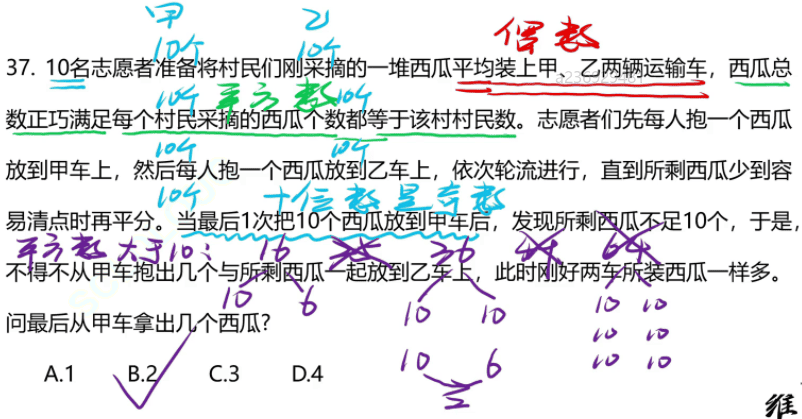 甲 乙
10个 10个 偶数
37. 10名志愿者准备将村民们刚采摘的一堆西瓜平均装上甲、乙两辆运输车，西瓜总
10个 平方数 10个
数正巧满足每个村民采摘的西瓜个数都等于该村村民数。志愿者们先每人抱一个西瓜
10个 10个
放到甲车上，然后每人抱一个西瓜放到乙车上，依次轮流进行，直到所剩西瓜少到容
10个 十位数是奇数
易清点时再平分。当最后1次把10个西瓜放到甲车后，发现所剩西瓜不足10个，于是，
平方数大于10： 16 36 64
不得不从甲车抱出几个与所剩西瓜一起放到乙车上，此时刚好两车所装西瓜一样多。
10 6 10 10 10 10
问最后从甲车拿出几个西瓜？
10 6 10 10
10 10
A.1 B.2 C.3 D.4